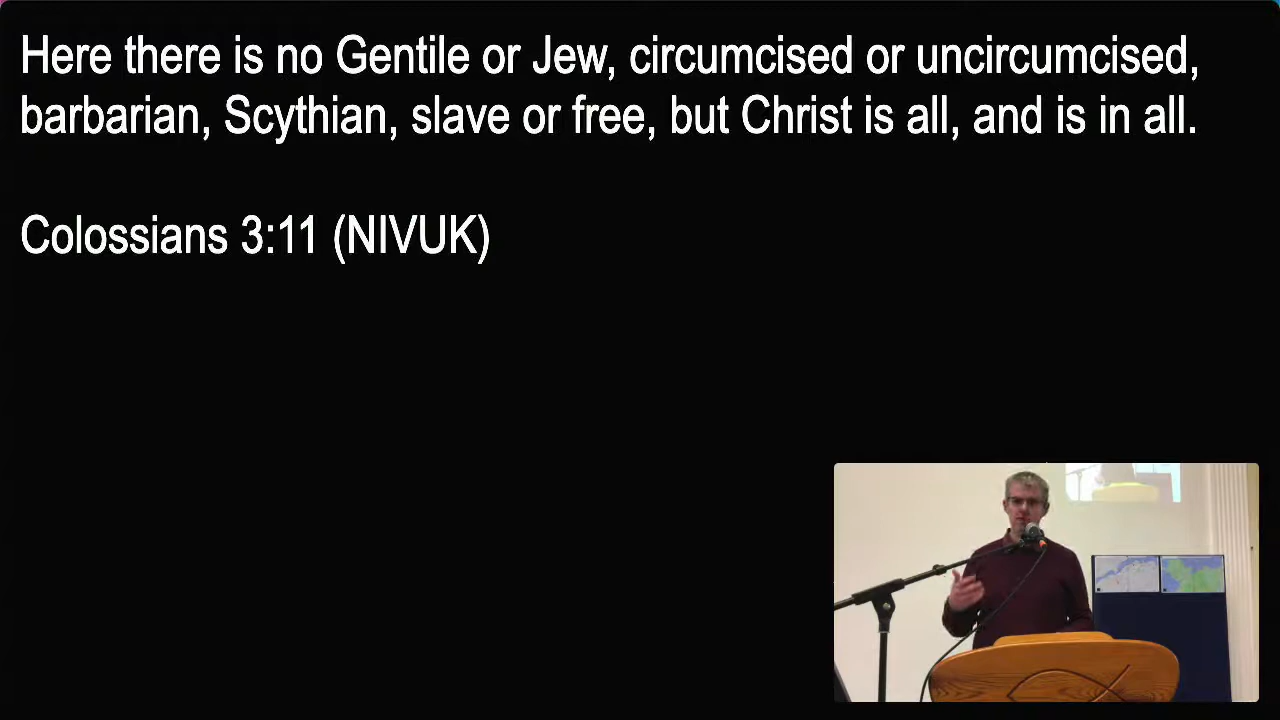 Here there is no Gentile or Jew, circumcised or uncircumcised,
barbarian, Scythian, slave or free, but Christ is all, and is in all.
Colossians 3:11 (NIVUK)